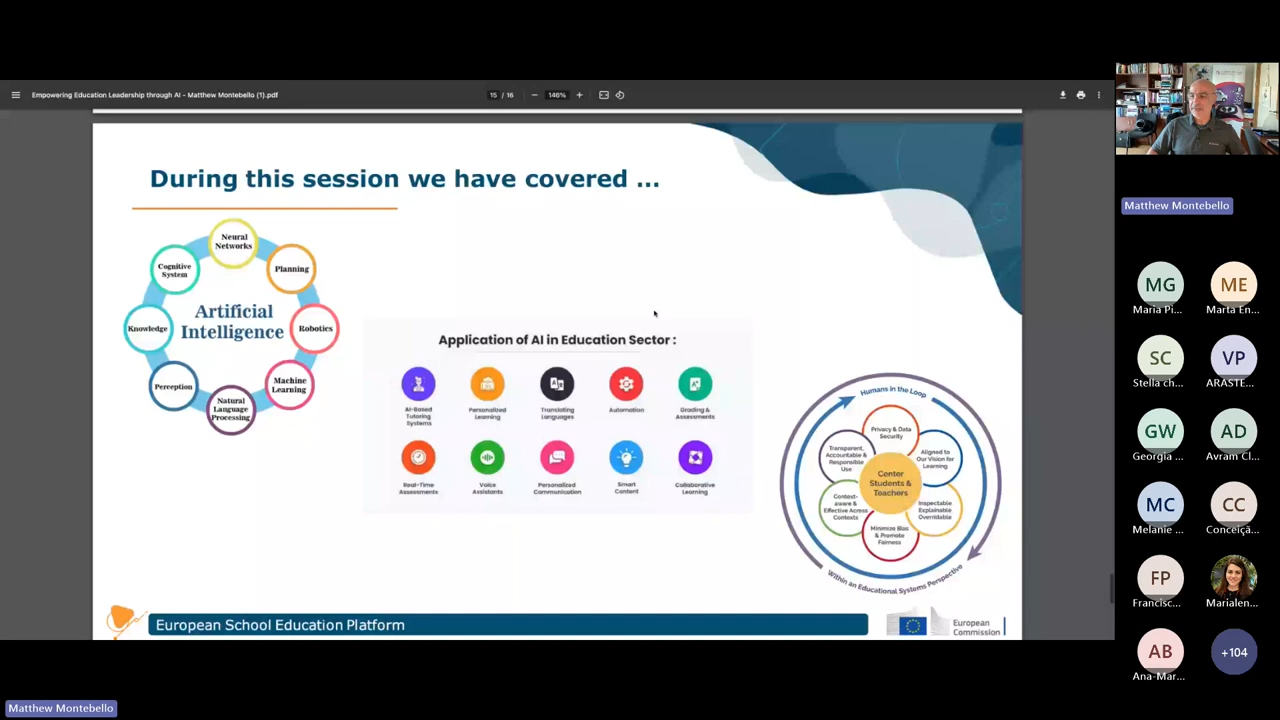 Empowering Education Leadership through AI - Matthew Montebello (1).pdf
15 / 16
146%
During this session we have covered ...
Neural
Networks
Planning
Cognitive
System
Artificial
Intelligence
Knowledge
Robotics
Perception
Machine
Learning
Natural
Language
Processing
Application of AI in Education Sector :
AI-Based
Tutoring
Systems
Personalized
Learning
Translating
Languages
Automation
Grading &
Assessments
Real-Time
Assessments
Voice
Assistants
Personalized
Communication
Smart
Content
Collaborative
Learning
Humans in the Loop
Privacy & Data
Security
Transparent,
Accountable &
Responsible
Use
Aligned to
Our Vision for
Learning
Center
Students &
Teachers
Context-
aware &
Effective Across
Contexts
Inspectable
Explainable
Overridable
Minimize Bias
& Promote
Fairness
Within an Educational Systems Perspective
European School Education Platform
European
Commission
Matthew Montebello
MG
Maria Pi...
ME
Marta En...
SC
Stella ch...
VP
ARASTE...
GW
Georgia ...
AD
Avram Cl...
MC
Melanie ...
CC
Conceiçã...
FP
Francisc...
Marialen...
AB
Ana-Mar...
+104
Matthew Montebello